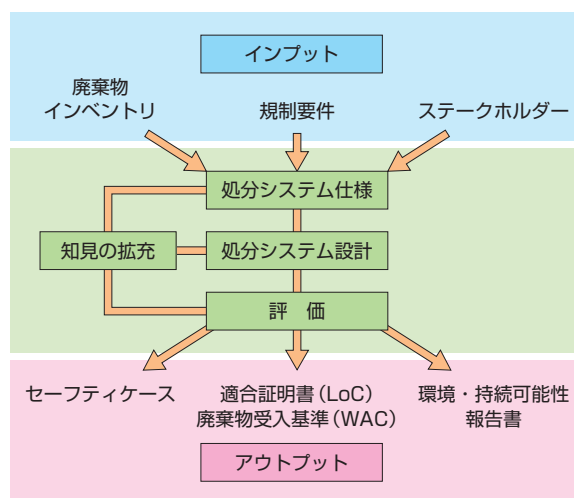 インプット
廃棄物
インベントリ
規制要件
ステークホルダー
処分システム仕様
知見の拡充
処分システム設計
評　価
セーフティケース
適合証明書(LoC)
廃棄物受入基準(WAC)
環境・持続可能性
報告書
アウトプット